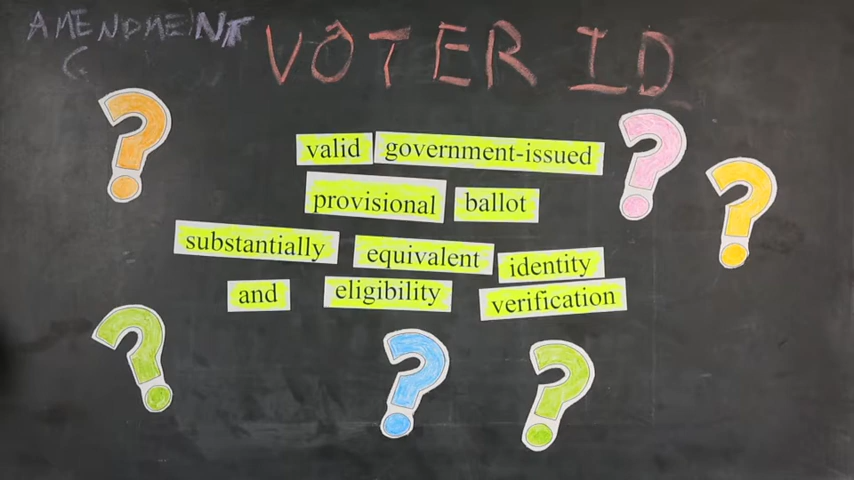 AMENDMENT
VOTER ID
valid government-issued
provisional ballot
substantially equivalent identity
and eligibility verification